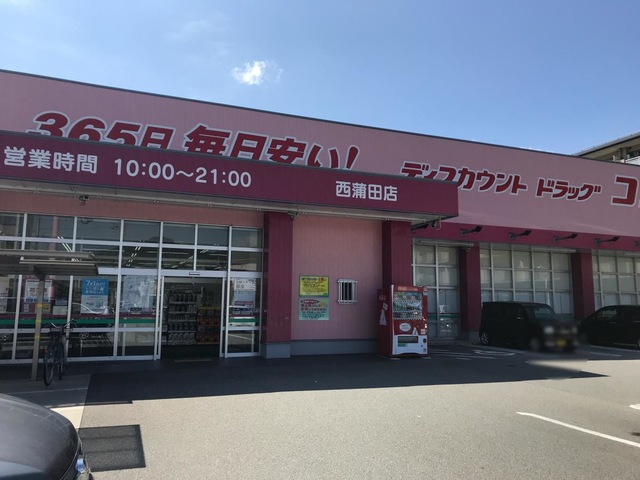 365日 毎日安い!
ディスカウント ドラッグ コ
営業時間 10:00～21:00
西蒲田店